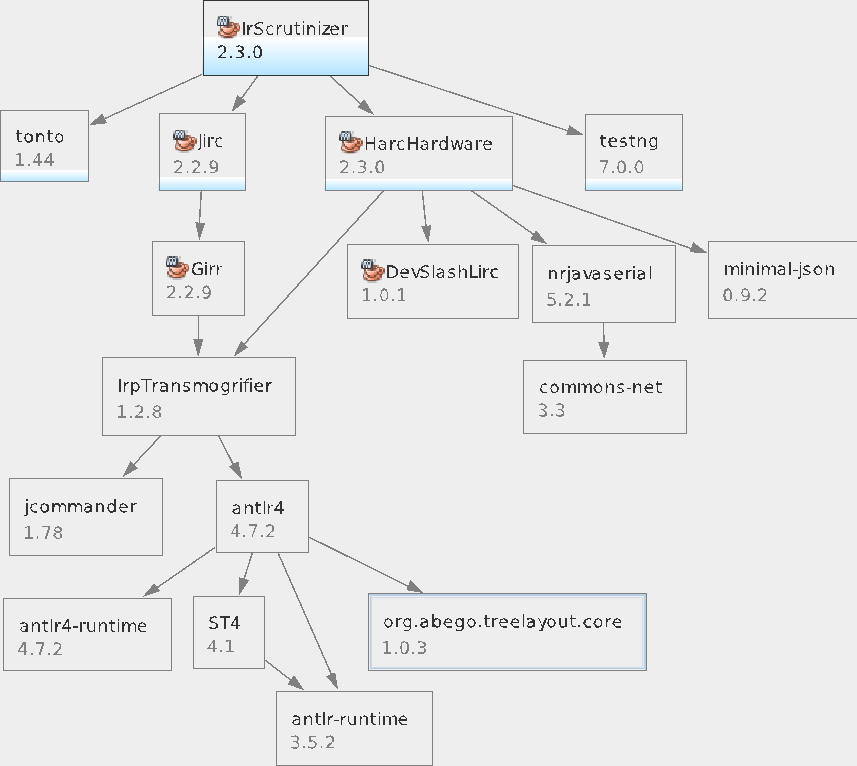 IrScrutinizer
2.3.0
tonto
1.44
Jirc
2.2.9
HarcHardware
2.3.0
testng
7.0.0
Girr
2.2.9
DevSlashLirc
1.0.1
nrjavaserial
5.2.1
minimal-json
0.9.2
IrpTransmogrifier
1.2.8
commons-net
3.3
jcommander
1.78
antlr4
4.7.2
antlr4-runtime
4.7.2
ST4
4.1
org.abego.treelayout.core
1.0.3
antlr-runtime
3.5.2